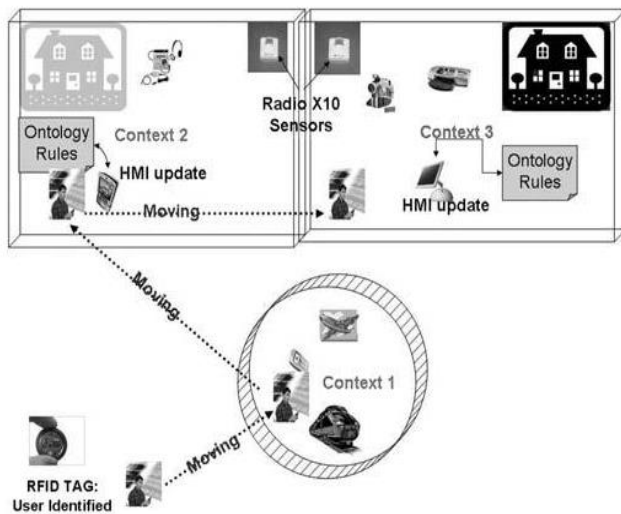 Radio X10
Sensors
Ontology
Rules
Context 2
HMI update
Context 3
Ontology
Rules
HMI update
Moving
Moving
Context 1
Moving
RFID TAG:
User Identified